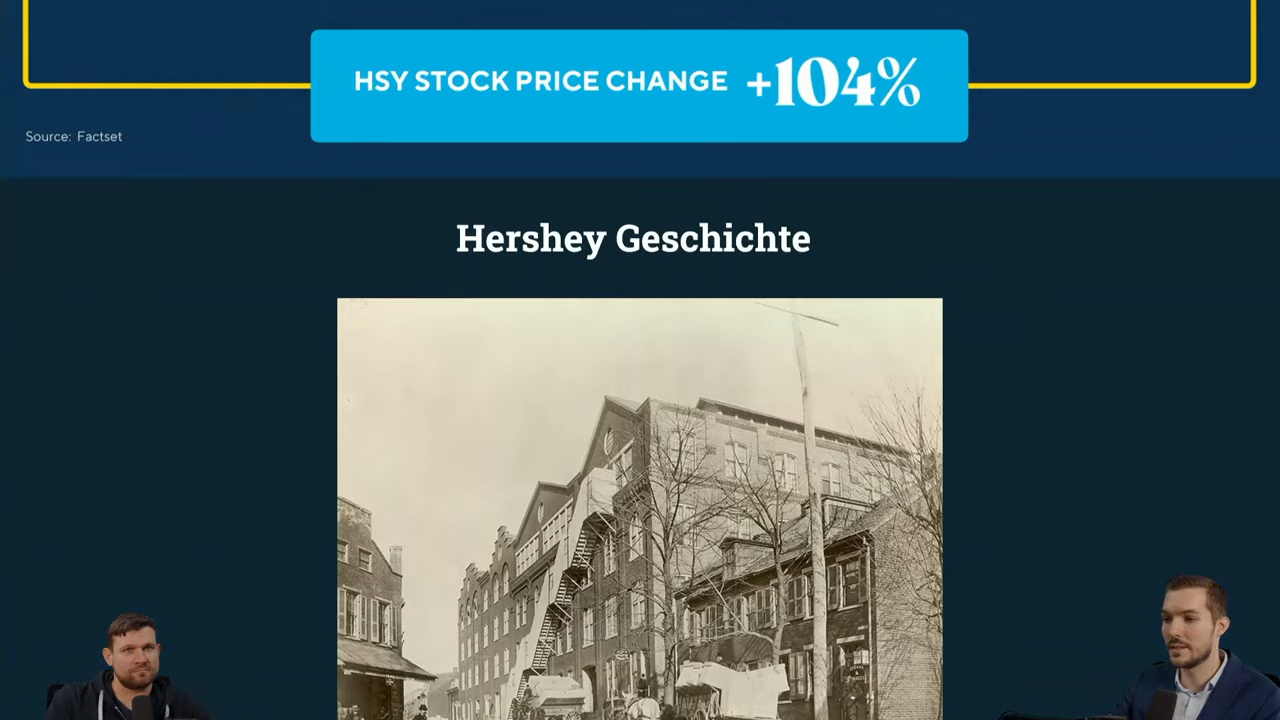 HSY STOCK PRICE CHANGE +104%
Source: Factset
Hershey Geschichte